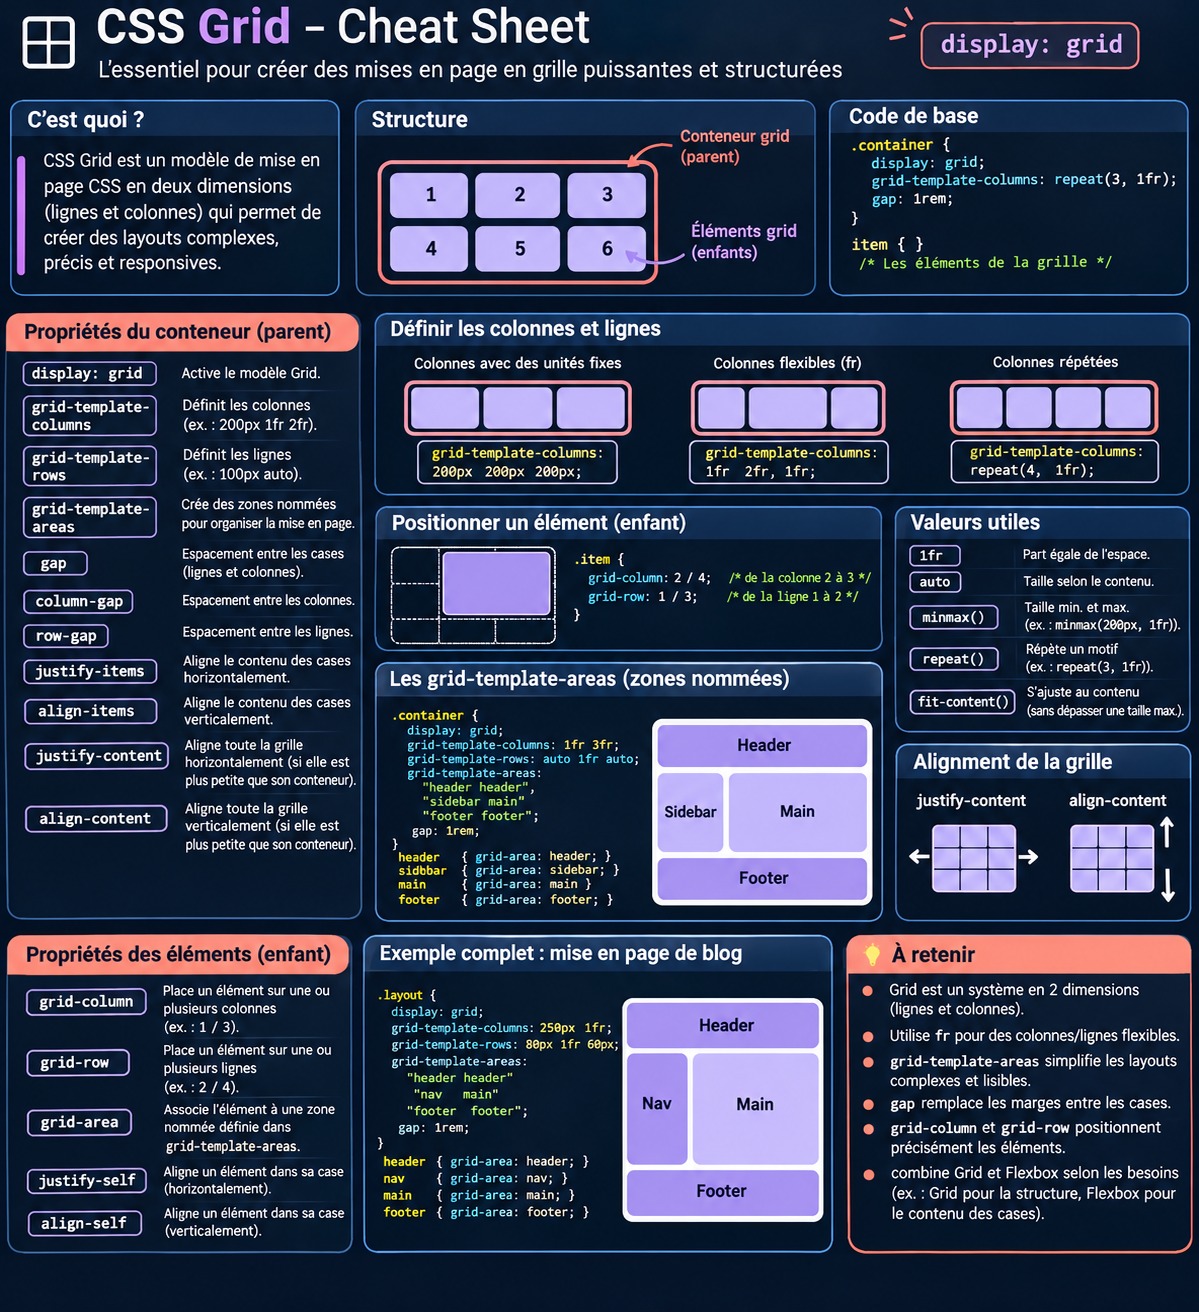 CSS Grid – Cheat Sheet
L'essentiel pour créer des mises en page en grille puissantes et structurées
display: grid
C'est quoi ?
CSS Grid est un modèle de mise en
page CSS en deux dimensions
(lignes et colonnes) qui permet de
créer des layouts complexes,
précis et responsives.
Structure
1 2 3
4 5 6
Conteneur grid
(parent)
Éléments grid
(enfants)
Code de base
.container {
display: grid;
grid-template-columns: repeat(3, 1fr);
gap: 1rem;
}
item { }
/* Les éléments de la grille */
Propriétés du conteneur (parent)
display: grid
Active le modèle Grid.
grid-template-
columns
Définit les colonnes
(ex. : 200px 1fr 2fr).
grid-template-
rows
Définit les lignes
(ex. : 100px auto).
grid-template-
areas
Crée des zones nommées
pour organiser la mise en page.
gap
Espacement entre les cases
(lignes et colonnes).
column-gap
Espacement entre les colonnes.
row-gap
Espacement entre les lignes.
justify-items
Aligne le contenu des cases
horizontalement.
align-items
Aligne le contenu des cases
verticalement.
justify-content
Aligne toute la grille
horizontalement (si elle est
plus petite que son conteneur).
align-content
Aligne toute la grille
verticalement (si elle est
plus petite que son conteneur).
Définir les colonnes et lignes
Colonnes avec des unités fixes
grid-template-columns:
200px 200px 200px;
Colonnes flexibles (fr)
grid-template-columns:
1fr 2fr, 1fr;
Colonnes répétées
grid-template-columns:
repeat(4, 1fr);
Positionner un élément (enfant)
.item {
grid-column: 2 / 4; /* de la colonne 2 à 3 */
grid-row: 1 / 3; /* de la ligne 1 à 2 */
}
Valeurs utiles
1fr
Part égale de l'espace.
auto
Taille selon le contenu.
minmax()
Taille min. et max.
(ex. : minmax(200px, 1fr)).
repeat()
Répète un motif
(ex. : repeat(3, 1fr)).
fit-content()
S'ajuste au contenu
(sans dépasser une taille max.).
Les grid-template-areas (zones nommées)
.container {
display: grid;
grid-template-columns: 1fr 3fr;
grid-template-rows: auto 1fr auto;
grid-template-areas:
"header header",
"sidebar main"
"footer footer";
gap: 1rem;
}
header { grid-area: header; }
sidbbar { grid-area: sidebar; }
main { grid-area: main }
footer { grid-area: footer; }
Header
Sidebar Main
Footer
Alignment de la grille
justify-content align-content
Propriétés des éléments (enfant)
grid-column
Place un élément sur une ou
plusieurs colonnes
(ex. : 1 / 3).
grid-row
Place un élément sur une ou
plusieurs lignes
(ex. : 2 / 4).
grid-area
Associe l'élément à une zone
nommée définie dans
grid-template-areas.
justify-self
Aligne un élément dans sa case
(horizontalement).
align-self
Aligne un élément dans sa case
(verticalement).
Exemple complet : mise en page de blog
.layout {
display: grid;
grid-template-columns: 250px 1fr;
grid-template-rows: 80px 1fr 60px;
grid-template-areas:
"header header"
"nav main"
"footer footer";
gap: 1rem;
}
header { grid-area: header; }
nav { grid-area: nav; }
main { grid-area: main; }
footer { grid-area: footer; }
Header
Nav Main
Footer
À retenir
Grid est un système en 2 dimensions
(lignes et colonnes).
Utilise fr pour des colonnes/lignes flexibles.
grid-template-areas simplifie les layouts
complexes et lisibles.
gap remplace les marges entre les cases.
grid-column et grid-row positionnent
précisément les éléments.
combine Grid et Flexbox selon les besoins
(ex. : Grid pour la structure, Flexbox pour
le contenu des cases).